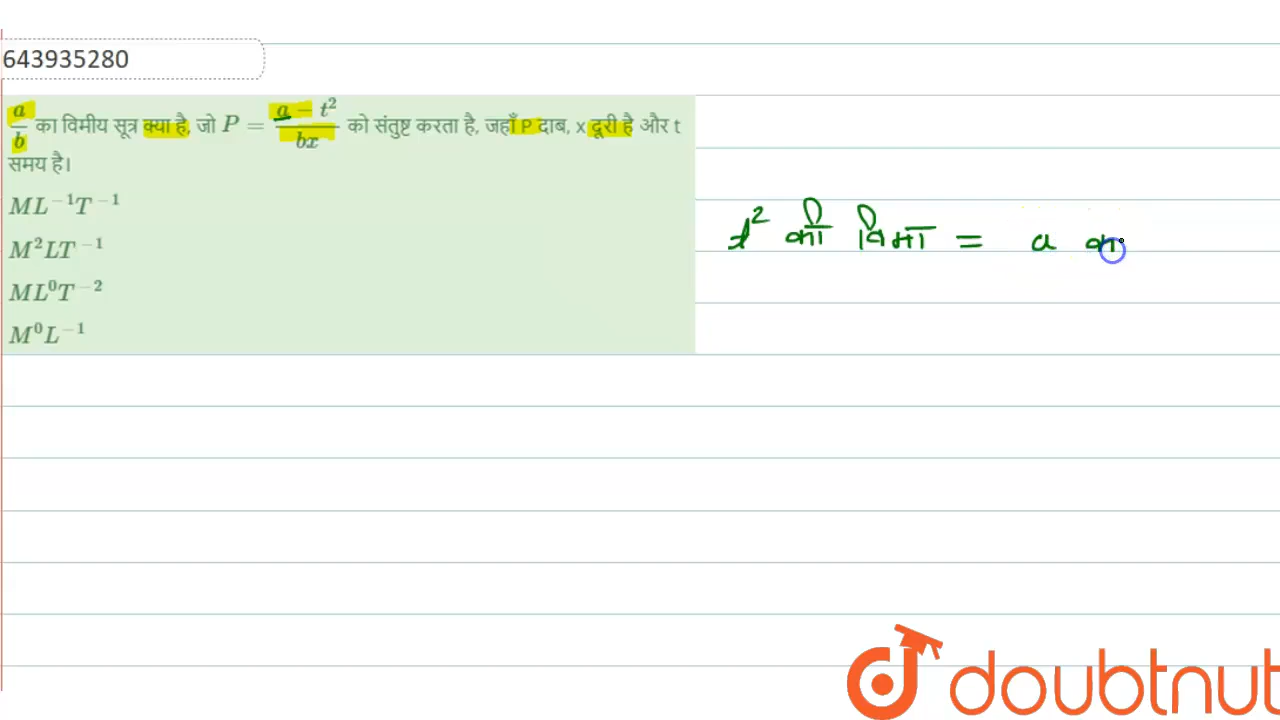 643935280
a/b का विमीय सूत्र क्या है, जो P = (a − t²)/(bx) को संतुष्ट करता है, जहाँ P दाब, x दूरी है और t
समय है।
ML⁻¹T⁻¹
M²LT⁻¹
ML⁰T⁻²
M⁰L⁻¹
t² की विमा = a क
doubtnut